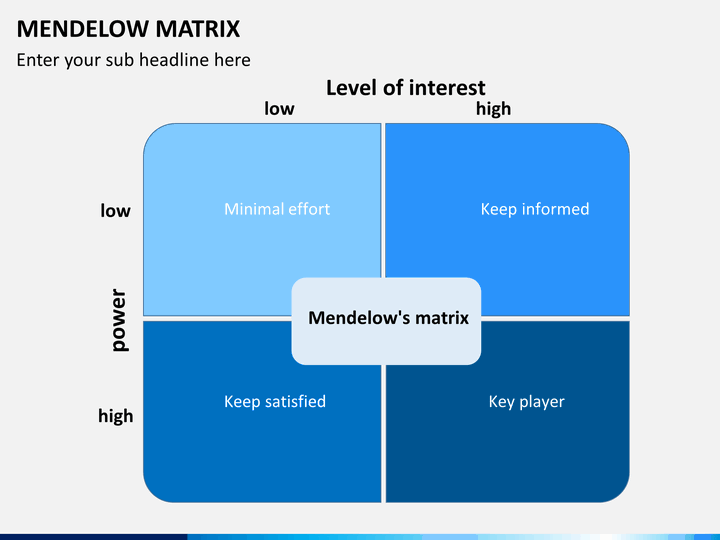 MENDELOW MATRIX
Enter your sub headline here
Level of interest
low
high
low
Minimal effort
Keep informed
power
Mendelow's matrix
high
Keep satisfied
Key player